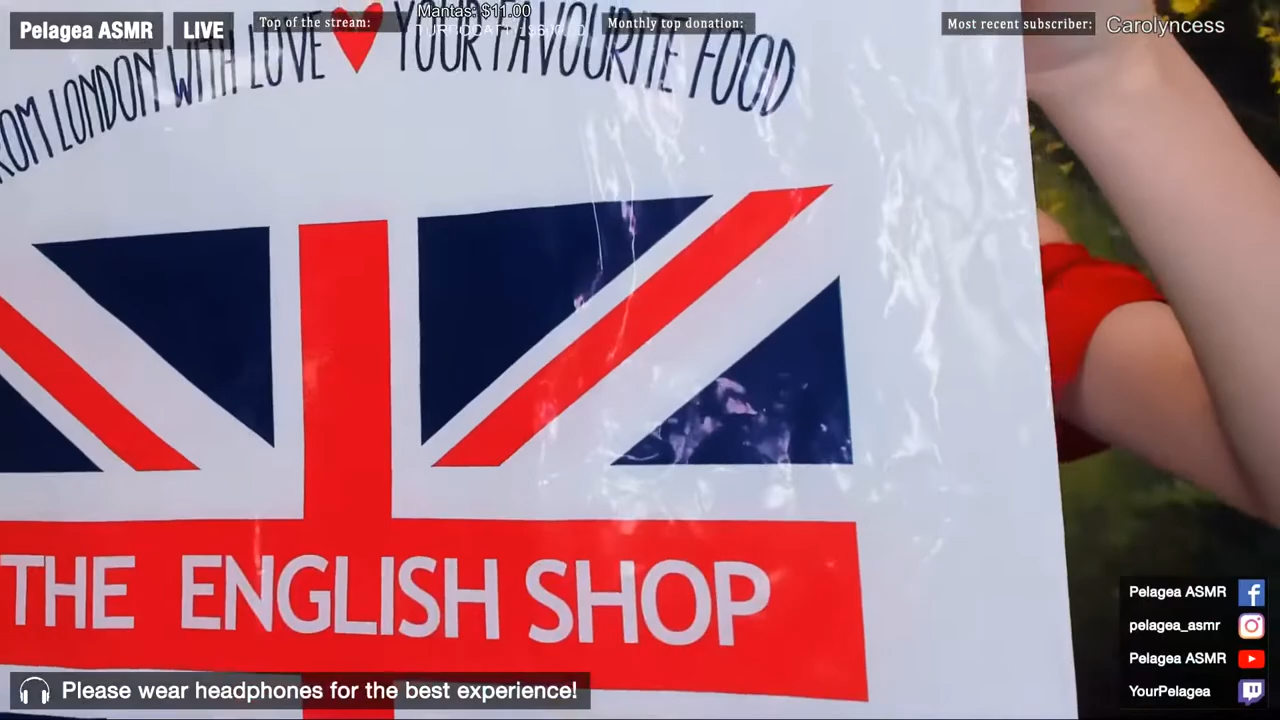 Pelagea ASMR
LIVE
Top of the stream:
Mantas: $11.00
Monthly top donation:
Most recent subscriber:
Carolyncess
ROM LONDON WITH LOVE YOUR FAVOURITE FOOD
THE ENGLISH SHOP
Please wear headphones for the best experience!
Pelagea ASMR
pelagea_asmr
Pelagea ASMR
YourPelagea